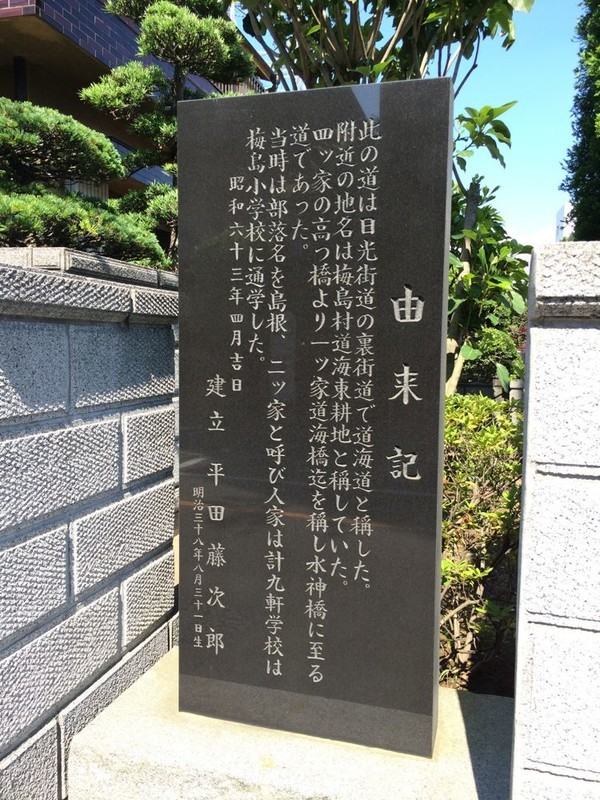 由来記
此の道は日光街道の裏街道で道海道と稱した。
附近の地名は梅島村道海東耕地と稱していた。
四ッ家の高つ橋より一ッ家道海橋迄を稱し水神橋に至る
道であった。
当時は部落名を島根、二ッ家と呼び人家は計九軒学校は
梅島小学校に通学した。
昭和六十三年四月吉日
建立 平田藤次郎
明治三十八年八月三十一日生